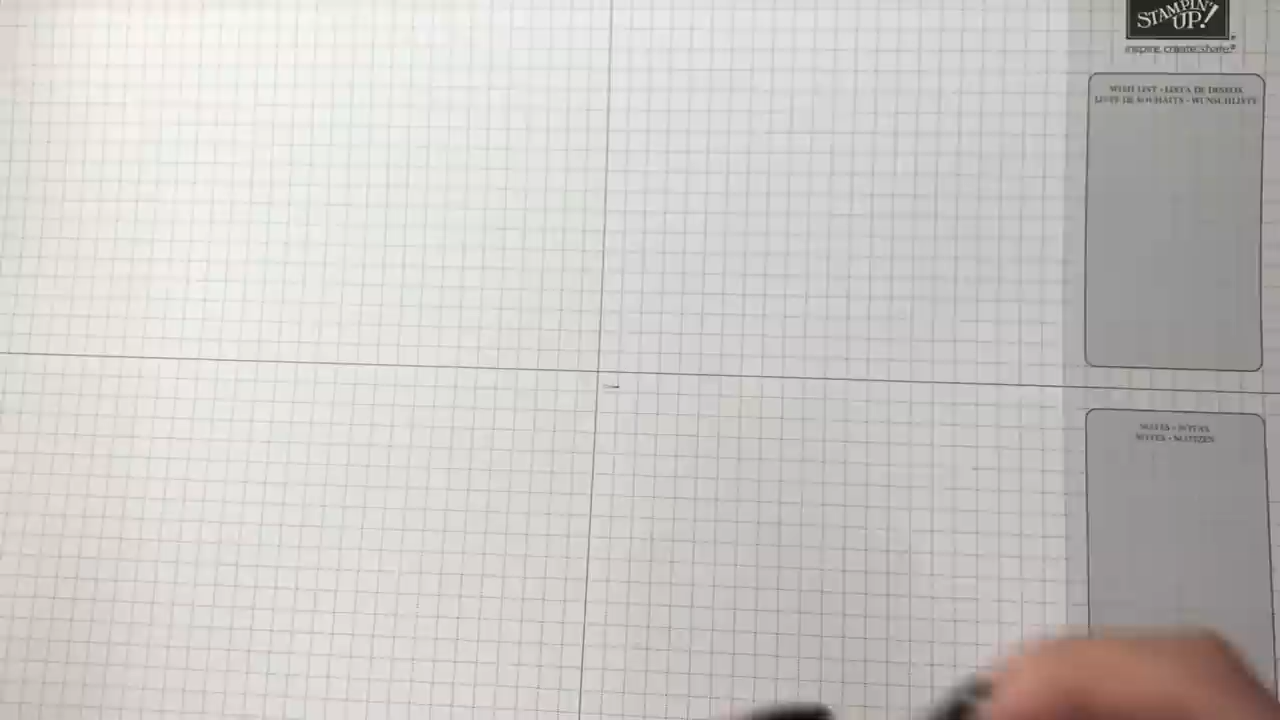 STAMPIN'
UP!
inspire. create. share.®
WISH LIST • LISTA DE DESEOS
LISTE DE SOUHAITS • WUNSCHLISTE
NOTES • NOTAS
NOTES • NOTIZEN